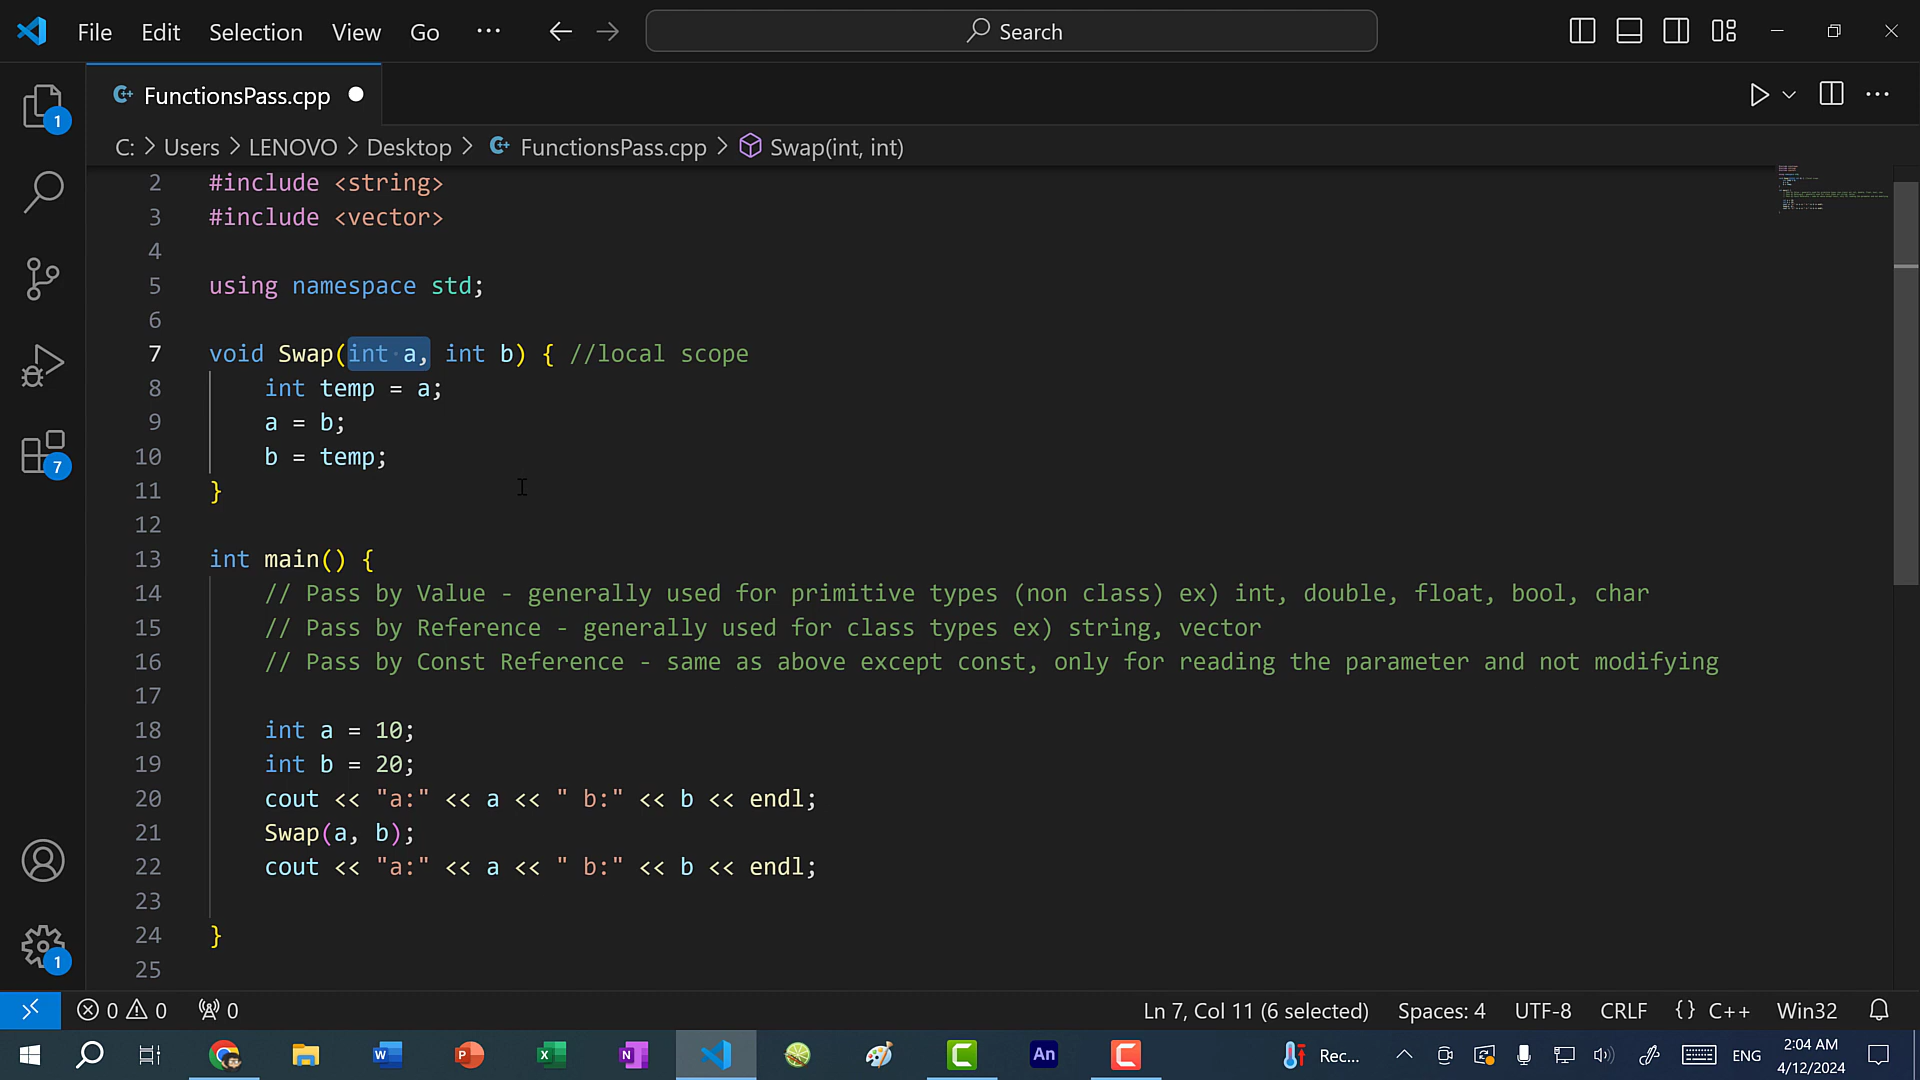 File Edit Selection View Go ··· Search
FunctionsPass.cpp
C: > Users > LENOVO > Desktop > FunctionsPass.cpp > Swap(int, int)
2 #include <string>
3 #include <vector>
4
5 using namespace std;
6
7 void Swap(int a, int b) { //local scope
8 int temp = a;
9 a = b;
10 b = temp;
11 }
12
13 int main() {
14 // Pass by Value - generally used for primitive types (non class) ex) int, double, float, bool, char
15 // Pass by Reference - generally used for class types ex) string, vector
16 // Pass by Const Reference - same as above except const, only for reading the parameter and not modifying
17
18 int a = 10;
19 int b = 20;
20 cout << "a:" << a << " b:" << b << endl;
21 Swap(a, b);
22 cout << "a:" << a << " b:" << b << endl;
23
24 }
25
1
7
1
0 0 0 Ln 7, Col 11 (6 selected) Spaces: 4 UTF-8 CRLF {} C++ Win32
W P X N An Rec... ENG 2:04 AM
4/12/2024